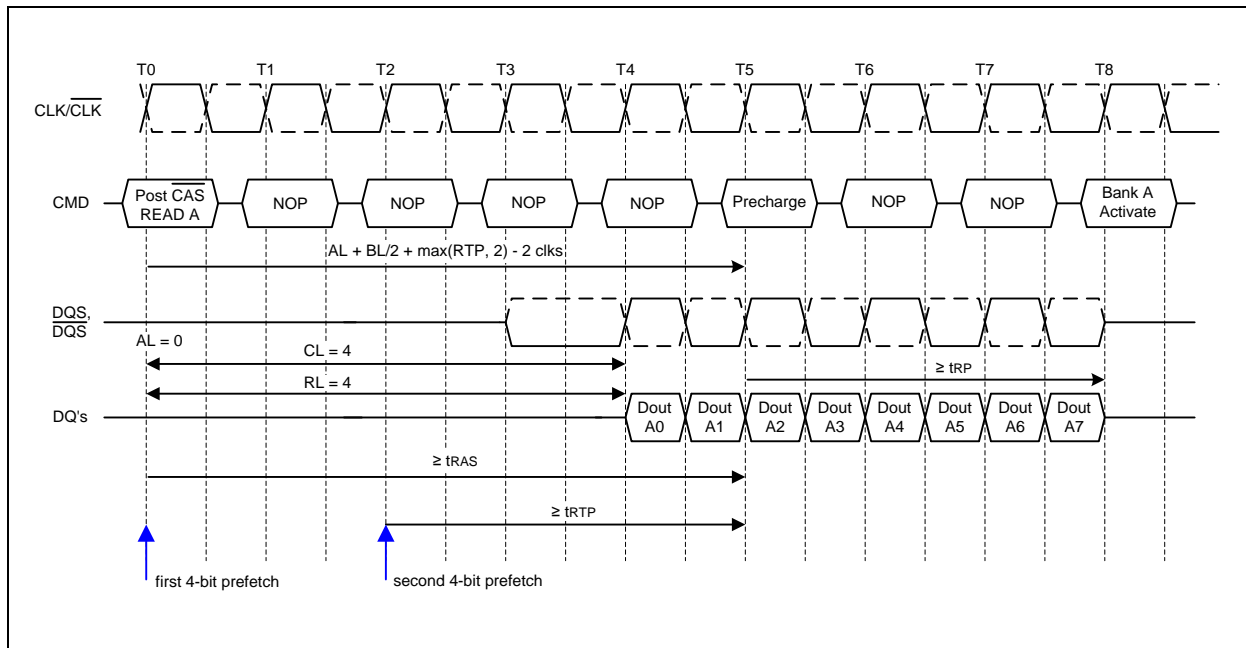 T0 T1 T2 T3 T4 T5 T6 T7 T8
CLK/CLK
CMD
Post CAS
READ A
NOP
NOP
NOP
NOP
Precharge
NOP
NOP
Bank A
Activate
AL + BL/2 + max(RTP, 2) - 2 clks
DQS,
DQS
AL = 0
CL = 4
≥ tRP
RL = 4
DQ's
Dout
A0
Dout
A1
Dout
A2
Dout
A3
Dout
A4
Dout
A5
Dout
A6
Dout
A7
≥ tRAS
≥ tRTP
first 4-bit prefetch
second 4-bit prefetch